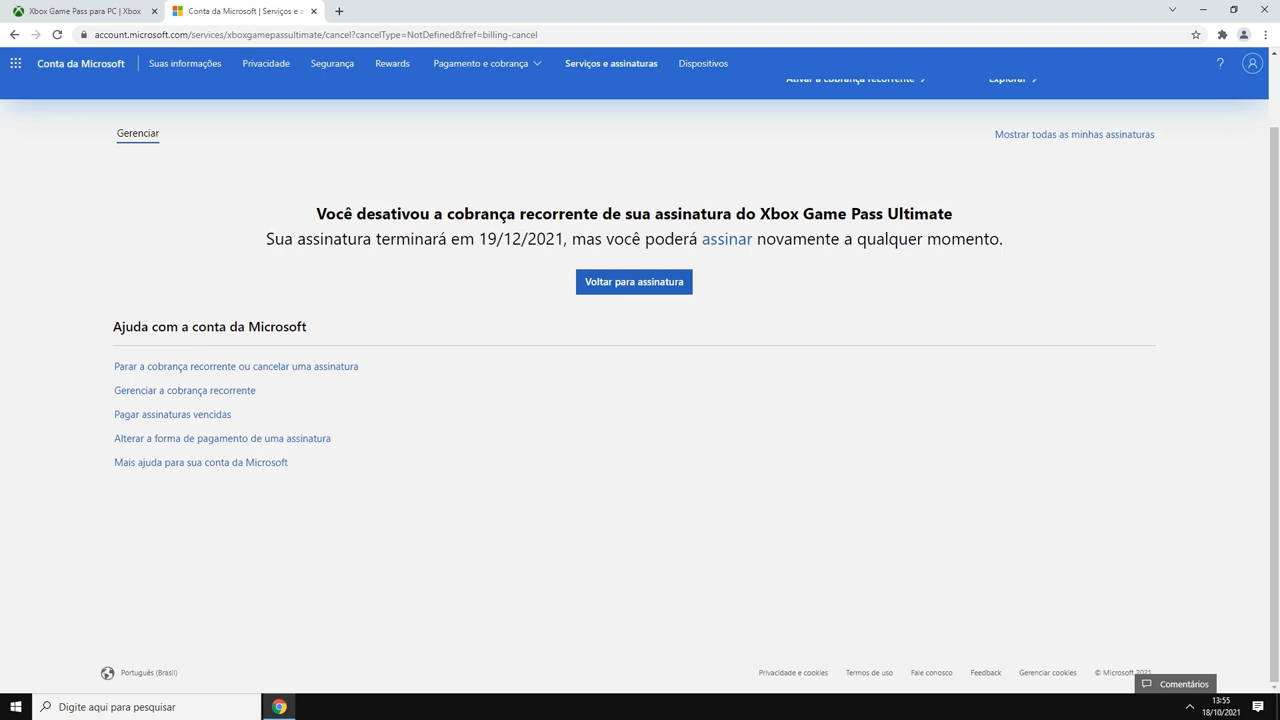 Xbox Game Pass para PC | Xbox
Conta da Microsoft | Serviços e a
account.microsoft.com/services/xboxgamepassultimate/cancel?cancelType=NotDefined&fref=billing-cancel
Conta da Microsoft
Suas informações
Privacidade
Segurança
Rewards
Pagamento e cobrança
Serviços e assinaturas
Dispositivos
?
Ativar a cobrança recorrente
Explorar
Gerenciar
Mostrar todas as minhas assinaturas
Você desativou a cobrança recorrente de sua assinatura do Xbox Game Pass Ultimate
Sua assinatura terminará em 19/12/2021, mas você poderá assinar novamente a qualquer momento.
Voltar para assinatura
Ajuda com a conta da Microsoft
Parar a cobrança recorrente ou cancelar uma assinatura
Gerenciar a cobrança recorrente
Pagar assinaturas vencidas
Alterar a forma de pagamento de uma assinatura
Mais ajuda para sua conta da Microsoft
Português (Brasil)
Privacidade e cookies
Termos de uso
Fale conosco
Feedback
Gerenciar cookies
© Microsoft 2021
Comentários
Digite aqui para pesquisar
13:55
18/10/2021